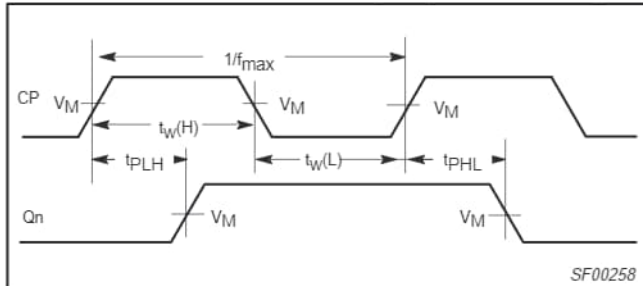 1/fmax
CP VM VM VM
tw(H)
tPLH tw(L) tPHL
Qn VM VM
SF00258